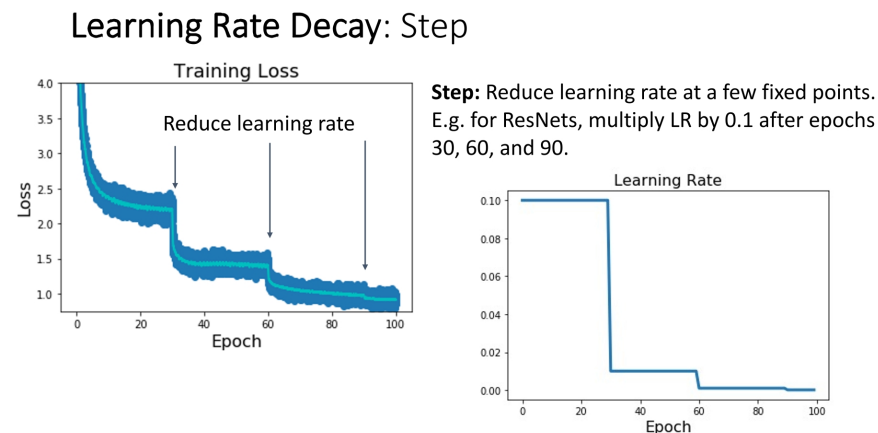 Learning Rate Decay: Step
Training Loss
4.0
3.5
3.0
2.5
2.0
1.5
1.0
Loss
Reduce learning rate
0 20 40 60 80 100
Epoch
Step: Reduce learning rate at a few fixed points.
E.g. for ResNets, multiply LR by 0.1 after epochs
30, 60, and 90.
Learning Rate
0.10
0.08
0.06
0.04
0.02
0.00
0 20 40 60 80 100
Epoch